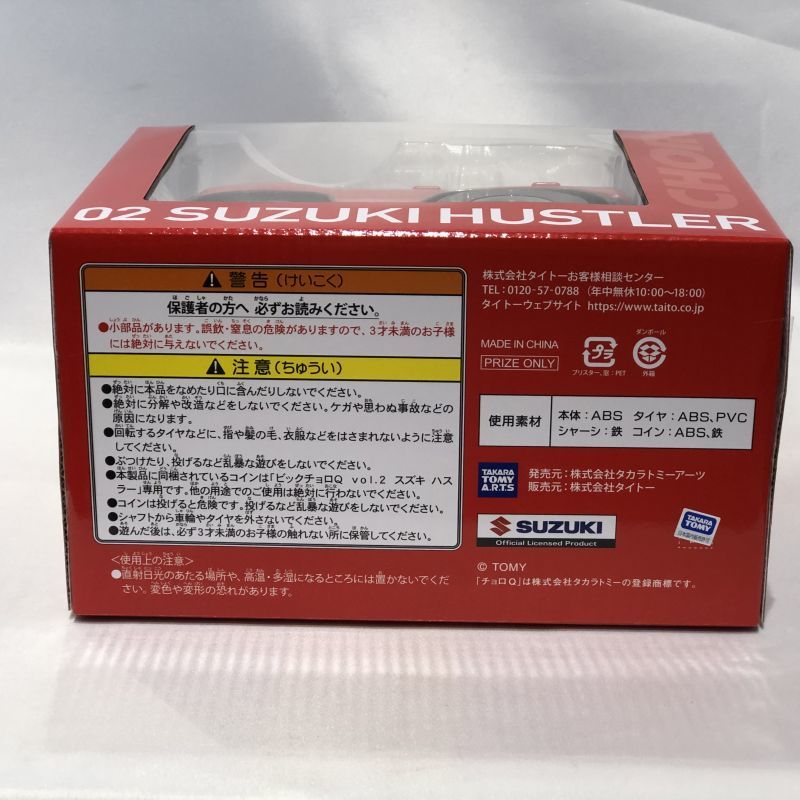 CHORO
02 SUZUKI HUSTLER
警告（けいこく）
保護者の方へ 必ずお読みください。
●小部品があります。誤飲・窒息の危険がありますので、3才未満のお子様
には絶対に与えないでください。
注意（ちゅうい）
●絶対に本品をなめたり口に含んだりしないでください。
●絶対に分解や改造などをしないでください。ケガや思わぬ事故などの
原因になります。
●回転するタイヤなどに、指や髪の毛、衣服などをはさまれないように注意
してください。
●ぶつけたり、投げるなど乱暴な遊びをしないでください。
●本製品に同梱されているコインは「ビックチョロQ vol.2 スズキ ハス
ラー」専用です。他の用途でのご使用は絶対に行わないでください。
●コインは投げると危険です。投げるなど乱暴な遊びをしないでください。
●シャフトから車輪やタイヤを外さないでください。
●遊んだ後は、必ず3才未満のお子様の触れない所に保管してください。
＜使用上の注意＞
●直射日光のあたる場所や、高温・多湿になるところには置かないでくだ
さい。変色や変形の恐れがあります。
株式会社タイトーお客様相談センター
TEL：0120-57-0788（年中無休10:00〜18:00）
タイトーウェブサイト https://www.taito.co.jp
MADE IN CHINA
PRIZE ONLY
プラ
ブリスター、窓：PET
ダンボール
外箱
使用素材
本体：ABS タイヤ：ABS、PVC
シャーシ：鉄 コイン：ABS、鉄
TAKARA
TOMY
A.R.T.S
発売元：株式会社タカラトミーアーツ
販売元：株式会社タイトー
SUZUKI
Official Licensed Product
TAKARA
TOMY
日本国内販売許諾
© TOMY
「チョロQ」は株式会社タカラトミーの登録商標です。